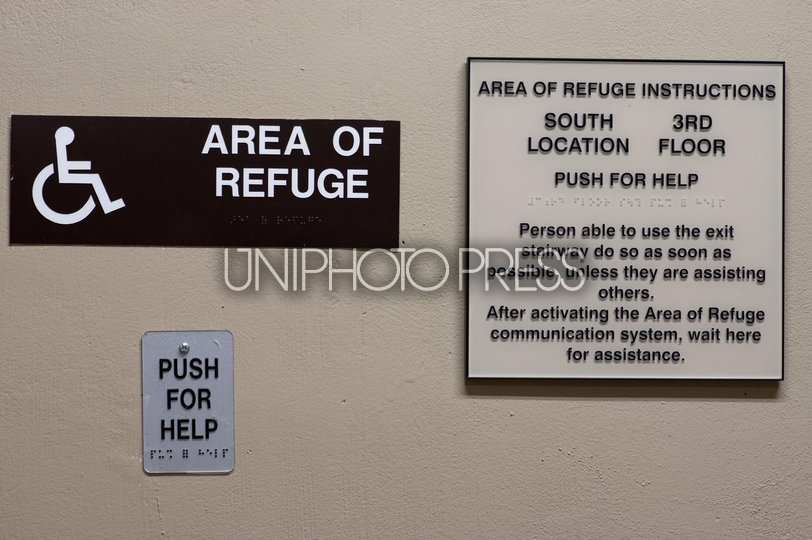 AREA OF
REFUGE
PUSH
FOR
HELP
AREA OF REFUGE INSTRUCTIONS
SOUTH 3RD
LOCATION FLOOR
PUSH FOR HELP
Person able to use the exit
stairway do so as soon as
possible, unless they are assisting
others.
After activating the Area of Refuge
communication system, wait here
for assistance.
UNIPHOTO PRESS